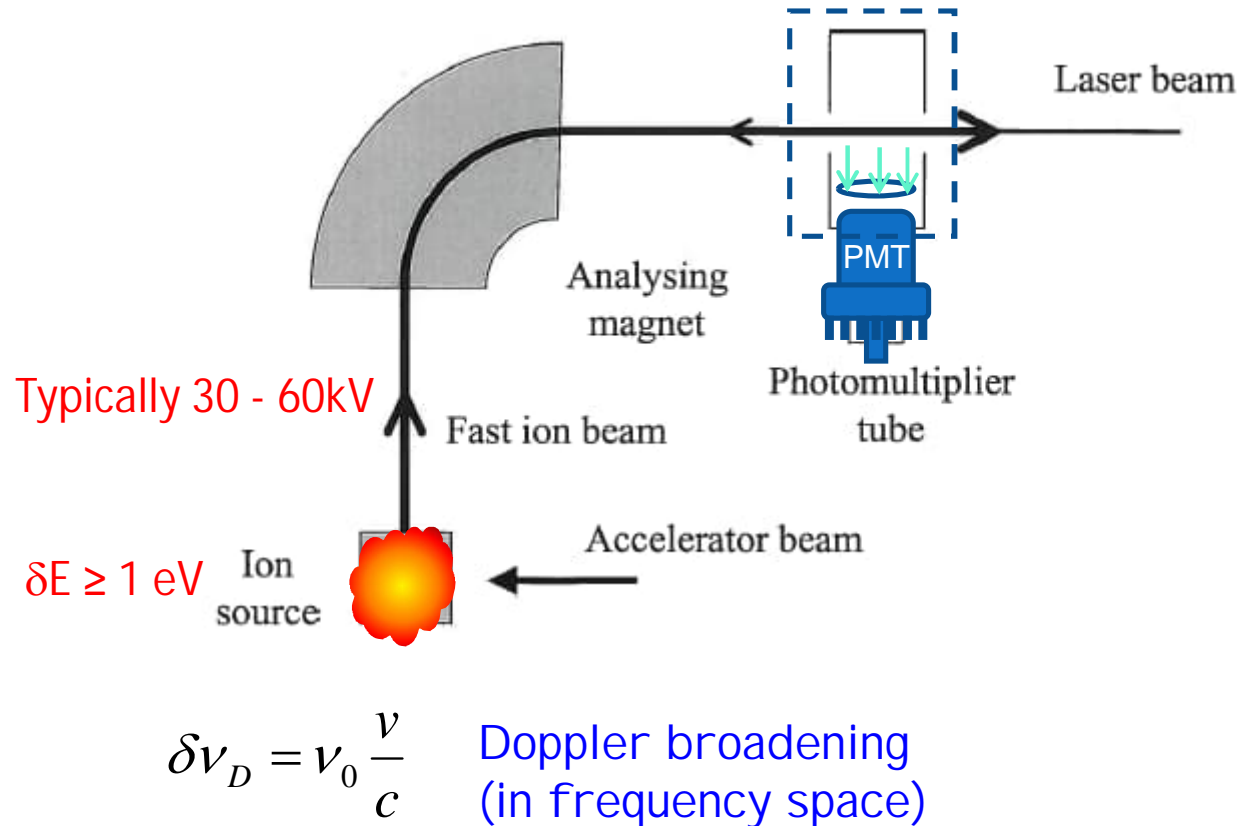 Laser beam
PMT
Analysing
magnet
Photomultiplier
tube
Typically 30 - 60kV
Fast ion beam
Accelerator beam
δE ≥ 1 eV
Ion
source
δν_D = ν₀ v/c
Doppler broadening
(in frequency space)